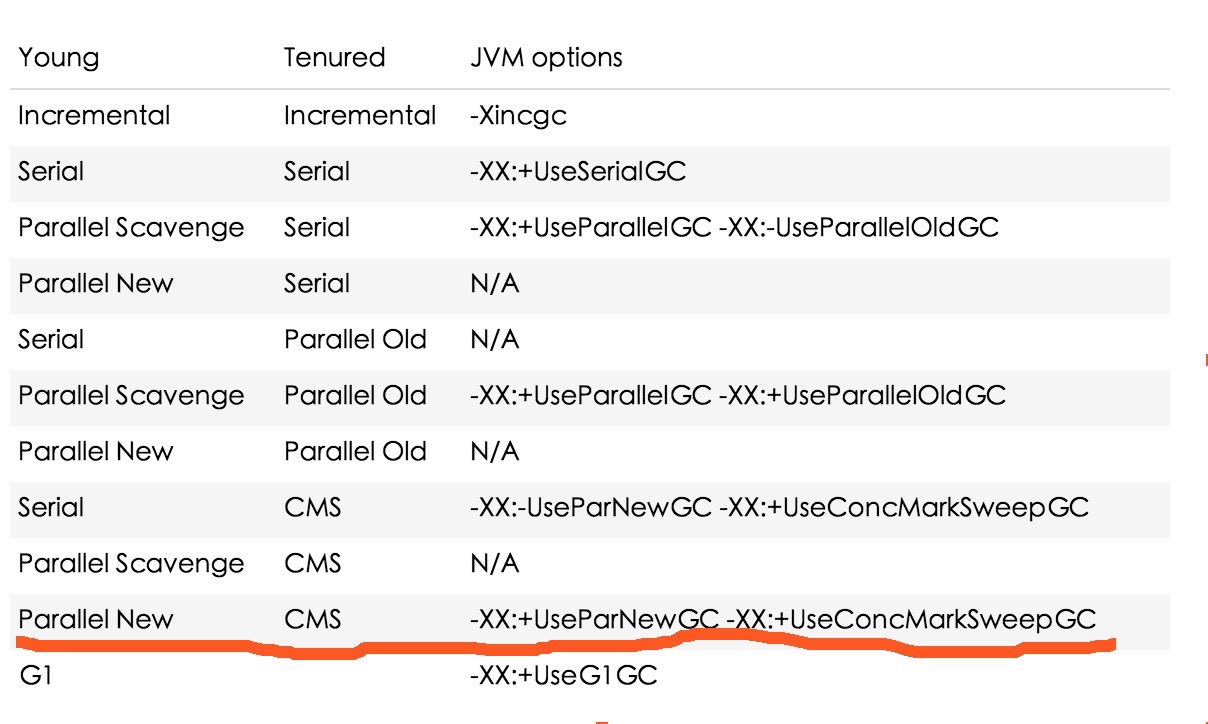 Young Tenured JVM options
Incremental Incremental -Xincgc
Serial Serial -XX:+UseSerialGC
Parallel Scavenge Serial -XX:+UseParallelGC -XX:-UseParallelOldGC
Parallel New Serial N/A
Serial Parallel Old N/A
Parallel Scavenge Parallel Old -XX:+UseParallelGC -XX:+UseParallelOldGC
Parallel New Parallel Old N/A
Serial CMS -XX:-UseParNewGC -XX:+UseConcMarkSweepGC
Parallel Scavenge CMS N/A
Parallel New CMS -XX:+UseParNewGC -XX:+UseConcMarkSweepGC
G1 -XX:+UseG1GC